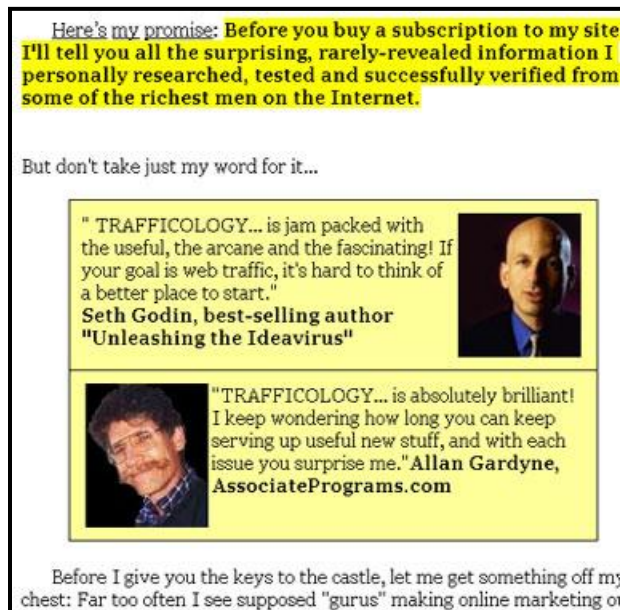 Here's my promise: Before you buy a subscription to my site
I'll tell you all the surprising, rarely-revealed information I
personally researched, tested and successfully verified from
some of the richest men on the Internet.
But don't take just my word for it...
" TRAFFICOLOGY... is jam packed with
the useful, the arcane and the fascinating! If
your goal is web traffic, it's hard to think of
a better place to start."
Seth Godin, best-selling author
"Unleashing the Ideavirus"
"TRAFFICOLOGY... is absolutely brilliant!
I keep wondering how long you can keep
serving up useful new stuff, and with each
issue you surprise me."Allan Gardyne,
AssociatePrograms.com
Before I give you the keys to the castle, let me get something off my
chest: Far too often I see supposed "gurus" making online marketing ou